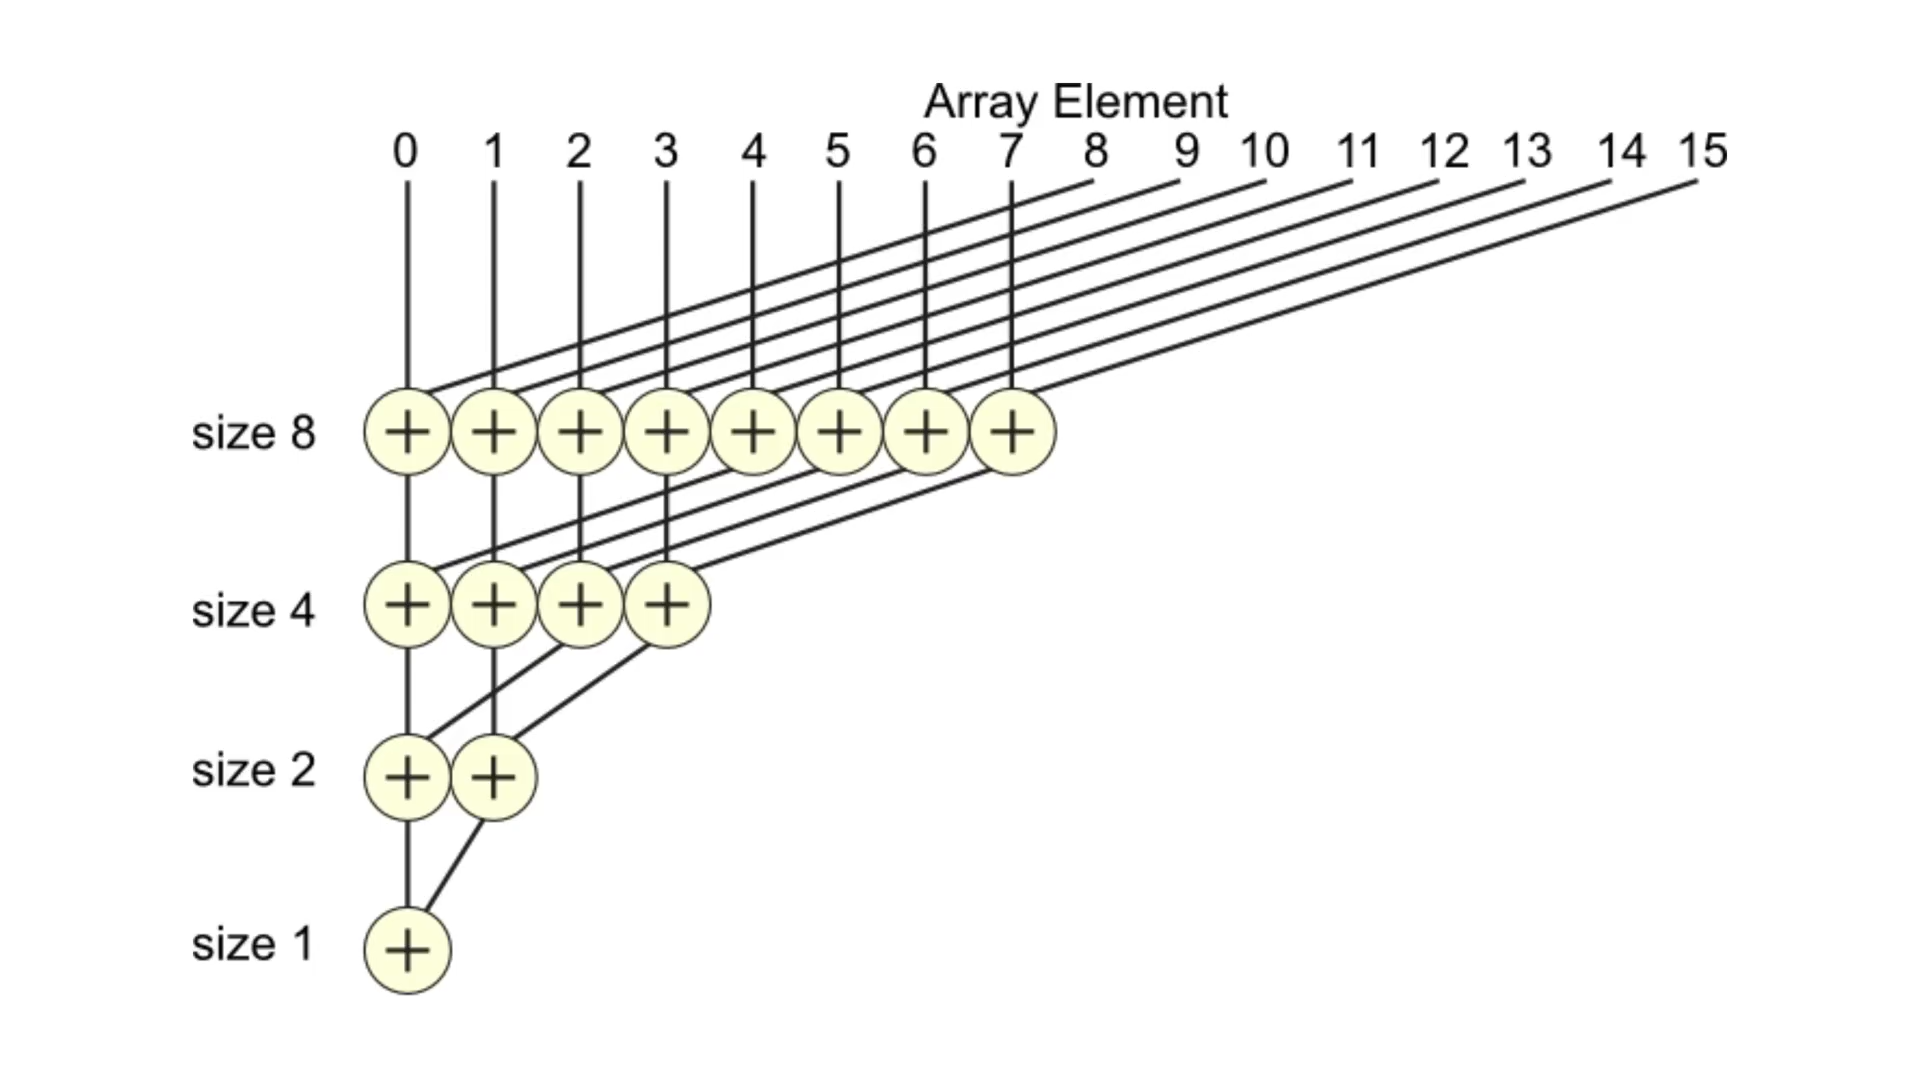 Array Element
0 1 2 3 4 5 6 7 8 9 10 11 12 13 14 15
size 8 + + + + + + + +
size 4 + + + +
size 2 + +
size 1 +